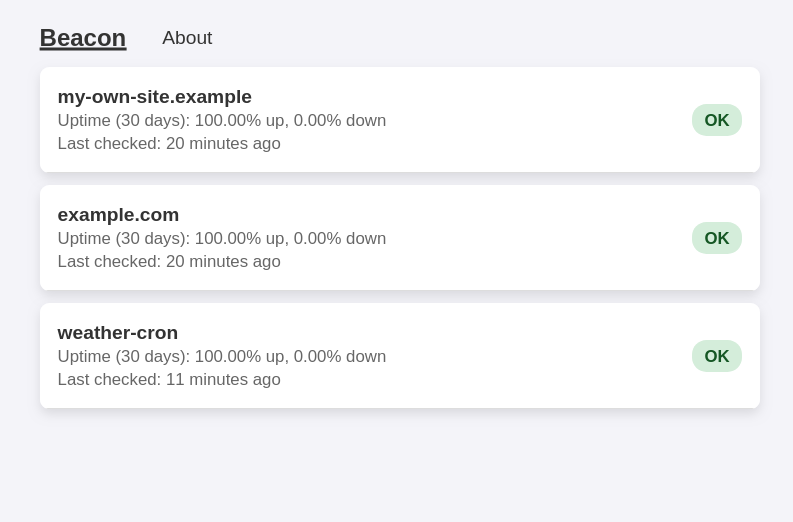 Beacon About
my-own-site.example
Uptime (30 days): 100.00% up, 0.00% down
Last checked: 20 minutes ago
OK
example.com
Uptime (30 days): 100.00% up, 0.00% down
Last checked: 20 minutes ago
OK
weather-cron
Uptime (30 days): 100.00% up, 0.00% down
Last checked: 11 minutes ago
OK